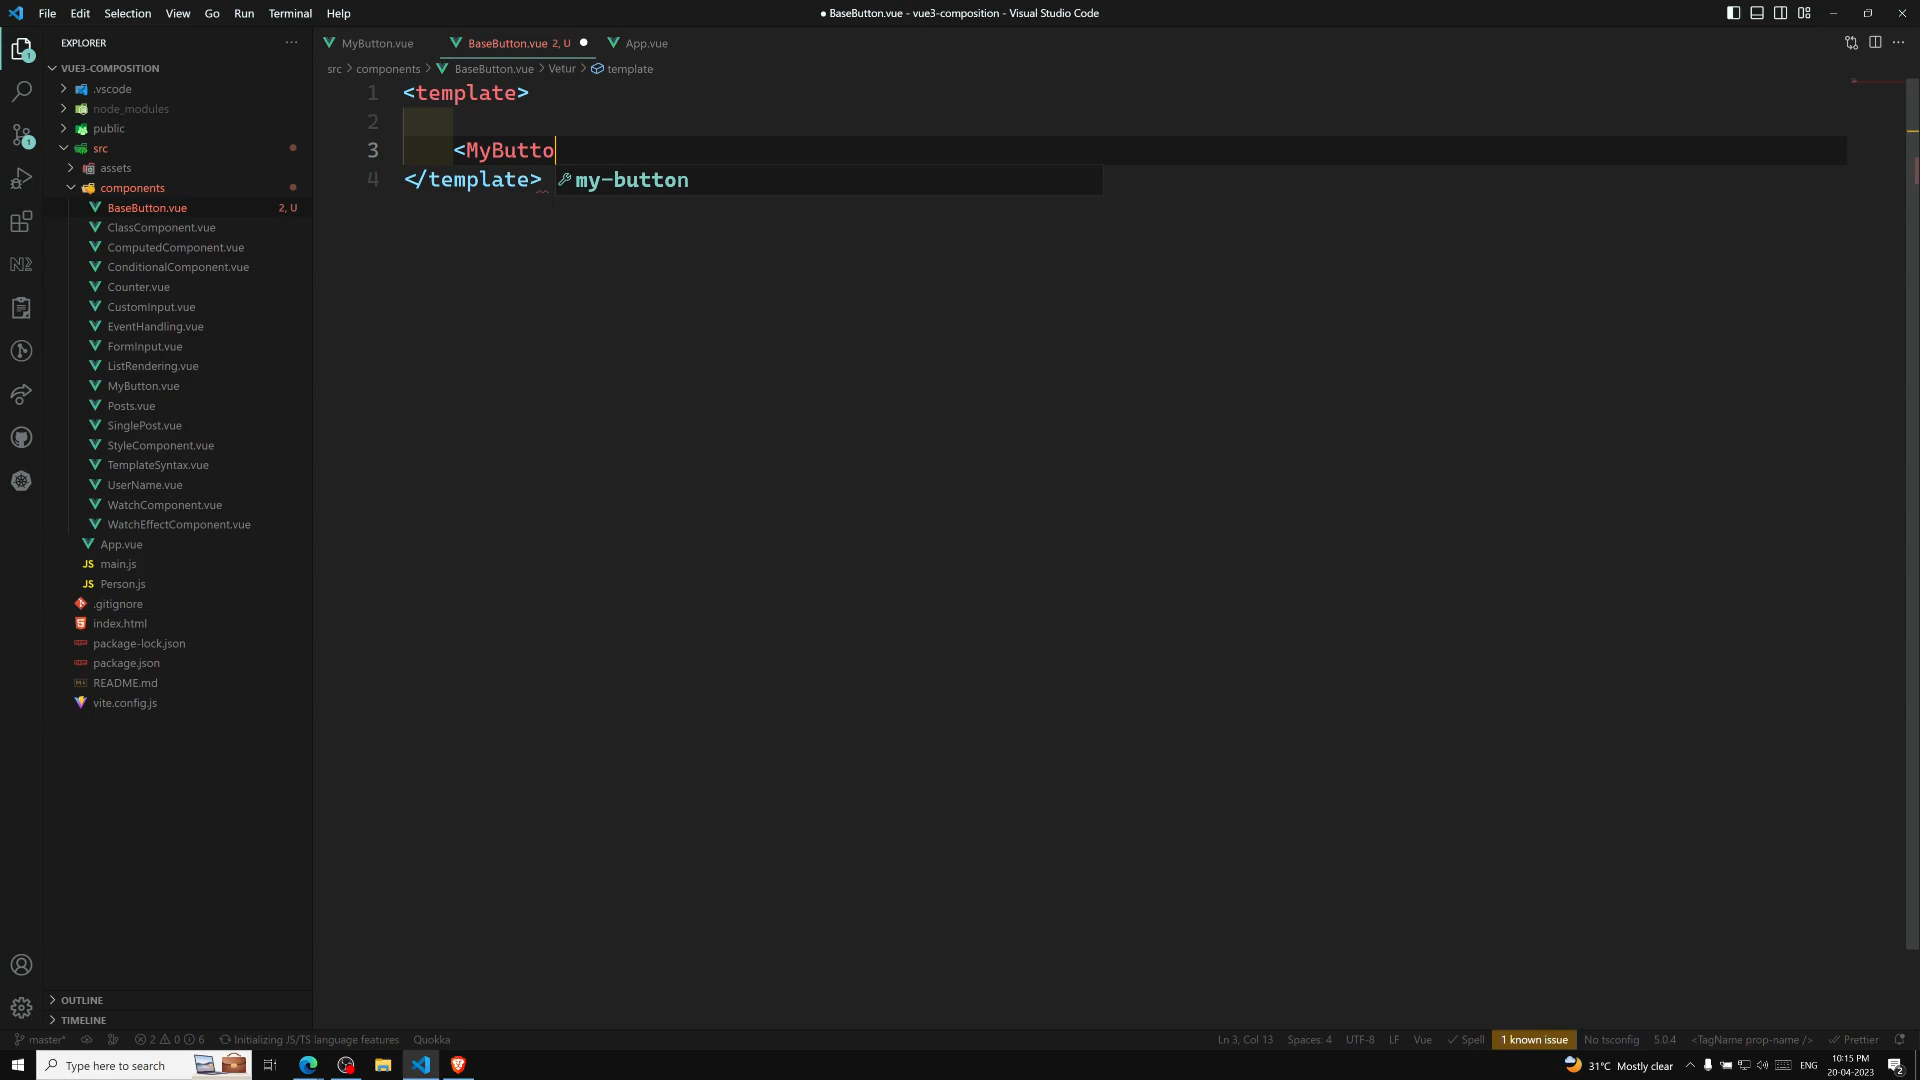 File Edit Selection View Go Run Terminal Help
● BaseButton.vue - vue3-composition - Visual Studio Code
EXPLORER
VUE3-COMPOSITION
.vscode
node_modules
public
src
assets
components
BaseButton.vue 2, U
ClassComponent.vue
ComputedComponent.vue
ConditionalComponent.vue
Counter.vue
CustomInput.vue
EventHandling.vue
FormInput.vue
ListRendering.vue
MyButton.vue
Posts.vue
SinglePost.vue
StyleComponent.vue
TemplateSyntax.vue
UserName.vue
WatchComponent.vue
WatchEffectComponent.vue
App.vue
JS main.js
JS Person.js
.gitignore
index.html
package-lock.json
package.json
README.md
vite.config.js
OUTLINE
TIMELINE
MyButton.vue
BaseButton.vue 2, U
App.vue
src > components > BaseButton.vue > Vetur > template
1 <template>
2
3 <MyButto
4 </template>
my-button
master* 2 0 6 Initializing JS/TS language features Quokka
Ln 3, Col 13 Spaces: 4 UTF-8 LF Vue Spell 1 known issue No tsconfig 5.0.4 <TagName prop-name /> Prettier
Type here to search
31°C Mostly clear
ENG
10:15 PM
20-04-2023
2